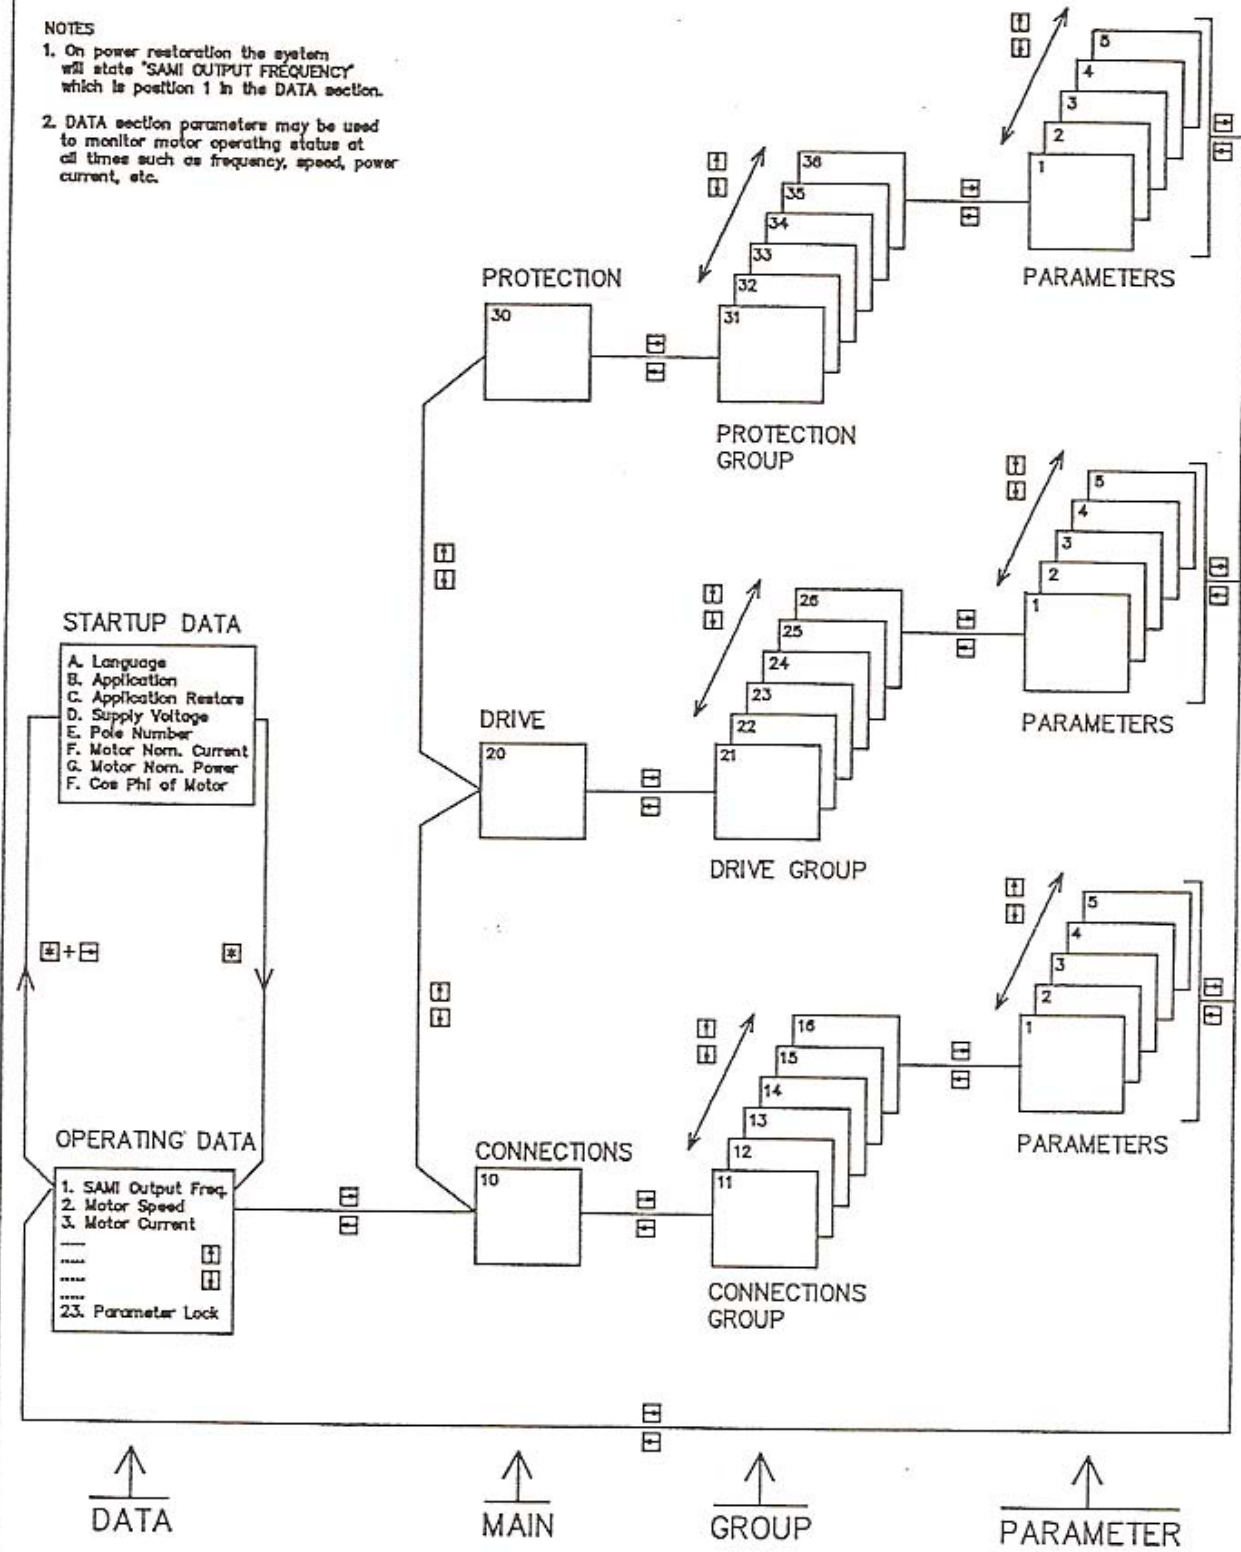 NOTES
1. On power restoration the system
will state "SAMI OUTPUT FREQUENCY"
which is position 1 in the DATA section.
2. DATA section parameters may be used
to monitor motor operating status at
all times such as frequency, speed, power
current, etc.
5
4
3
2
1
PARAMETERS
36
35
34
33
32
31
PROTECTION
GROUP
PROTECTION
30
5
4
3
2
1
PARAMETERS
26
25
24
23
22
21
DRIVE GROUP
DRIVE
20
STARTUP DATA
A. Language
B. Application
C. Application Restore
D. Supply Voltage
E. Pole Number
F. Motor Nom. Current
G. Motor Nom. Power
F. Cos Phi of Motor
* + →
*
5
4
3
2
1
PARAMETERS
16
15
14
13
12
11
CONNECTIONS
GROUP
CONNECTIONS
10
OPERATING DATA
1. SAMI Output Freq.
2. Motor Speed
3. Motor Current
.....
.....
.....
.....
23. Parameter Lock
DATA
MAIN
GROUP
PARAMETER